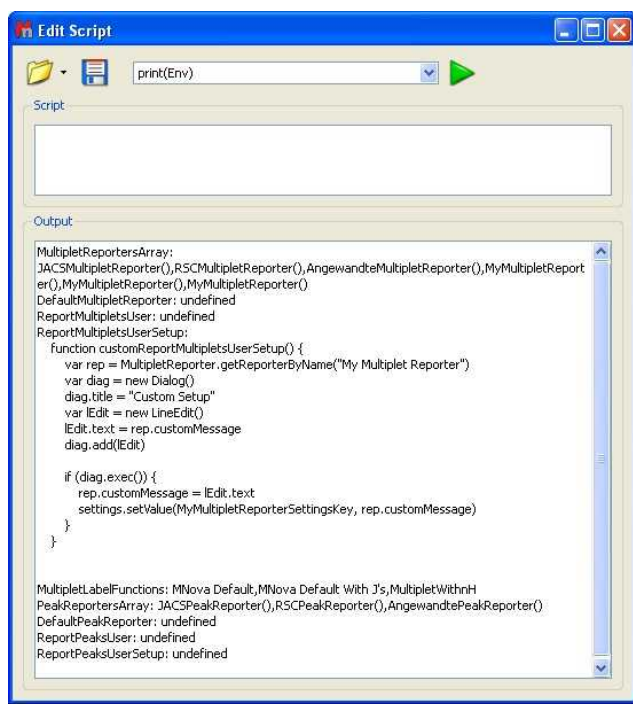 Edit Script
print(Env)
Script
Output
MultipletReportersArray:
JACSMultipletReporter(),RSCMultipletReporter(),AngewandteMultipletReporter(),MyMultipletReport
er(),MyMultipletReporter(),MyMultipletReporter()
DefaultMultipletReporter: undefined
ReportMultipletsUser: undefined
ReportMultipletsUserSetup:
function customReportMultipletsUserSetup() {
var rep = MultipletReporter.getReporterByName("My Multiplet Reporter")
var diag = new Dialog()
diag.title = "Custom Setup"
var lEdit = new LineEdit()
lEdit.text = rep.customMessage
diag.add(lEdit)
if (diag.exec()) {
rep.customMessage = lEdit.text
settings.setValue(MyMultipletReporterSettingsKey, rep.customMessage)
}
}
MultipletLabelFunctions: MNova Default,MNova Default With J's,MultipletWithnH
PeakReportersArray: JACSPeakReporter(),RSCPeakReporter(),AngewandtePeakReporter()
DefaultPeakReporter: undefined
ReportPeaksUser: undefined
ReportPeaksUserSetup: undefined